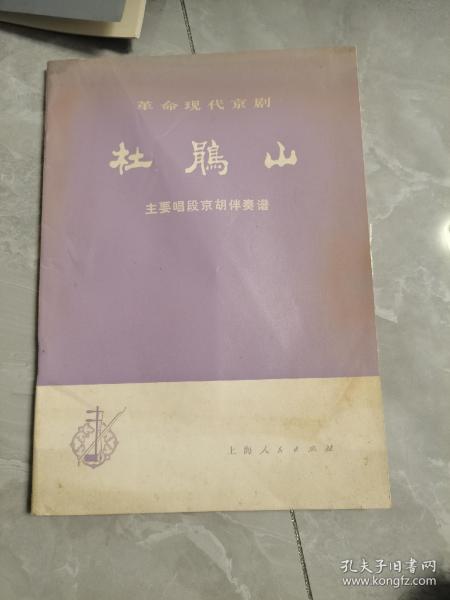 革命现代京剧
杜鹃山
主要唱段京胡伴奏谱
上海人民出版社
孔夫子旧书网
www.kongfz.com